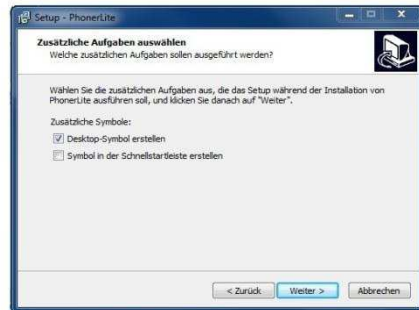 Setup - PhonerLite
Zusätzliche Aufgaben auswählen
Welche zusätzlichen Aufgaben sollen ausgeführt werden?
Wählen Sie die zusätzlichen Aufgaben aus, die das Setup während der Installation von
PhonerLite ausführen soll, und klicken Sie danach auf "Weiter".
Zusätzliche Symbole:
Desktop-Symbol erstellen
Symbol in der Schnellstartleiste erstellen
< Zurück Weiter > Abbrechen